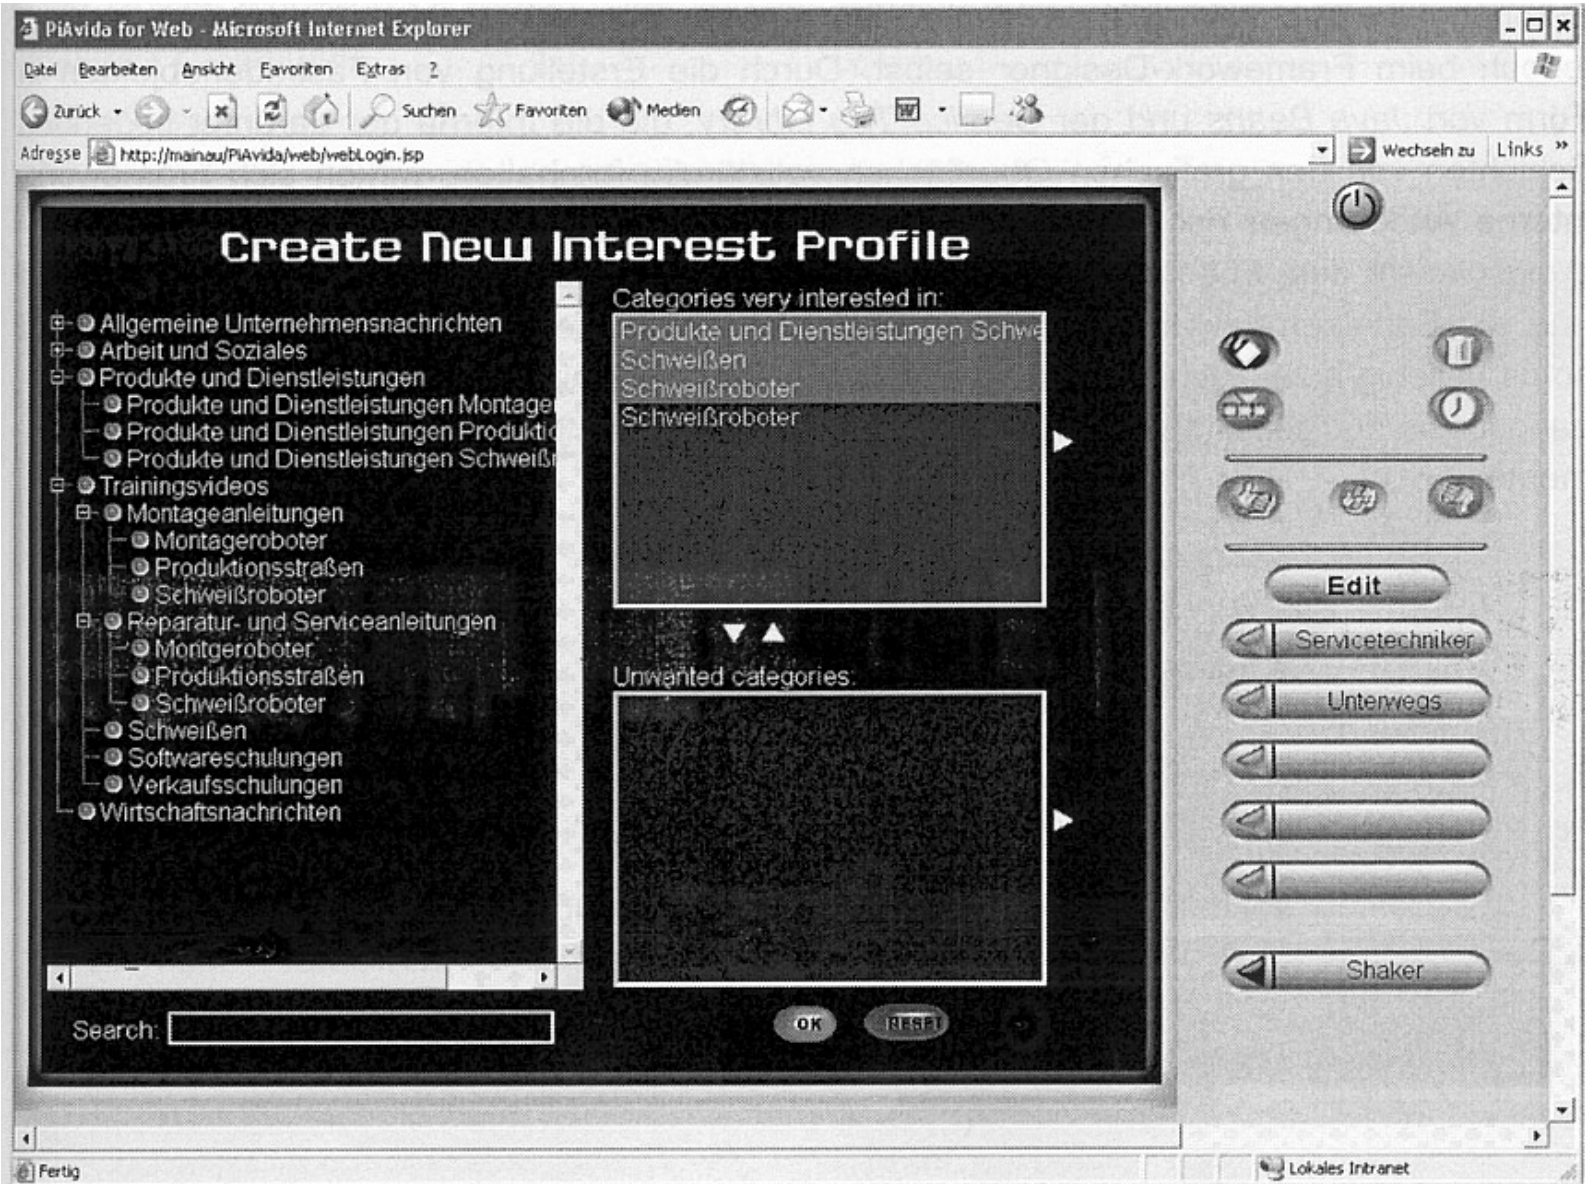 PiAvida for Web - Microsoft Internet Explorer
Datei Bearbeiten Ansicht Favoriten Extras ?
Zurück Suchen Favoriten Medien
Adresse http://mainau/PiAvida/web/webLogin.jsp Wechseln zu Links »
Create New Interest Profile
Allgemeine Unternehmensnachrichten
Arbeit und Soziales
Produkte und Dienstleistungen
Produkte und Dienstleistungen Montage
Produkte und Dienstleistungen Produktio
Produkte und Dienstleistungen Schweißr
Trainingsvideos
Montageanleitungen
Montageroboter
Produktionsstraßen
Schweißroboter
Reparatur- und Serviceanleitungen
Montgeroboter
Produktionsstraßen
Schweißroboter
Schweißen
Softwareschulungen
Verkaufsschulungen
Wirtschaftsnachrichten
Search:
Categories very interested in:
Produkte und Dienstleistungen Schwe
Schweißen
Schweißroboter
Schweißroboter
Unwanted categories:
OK RESET
Edit
Servicetechniker
Unterwegs
Shaker
Fertig
Lokales Intranet